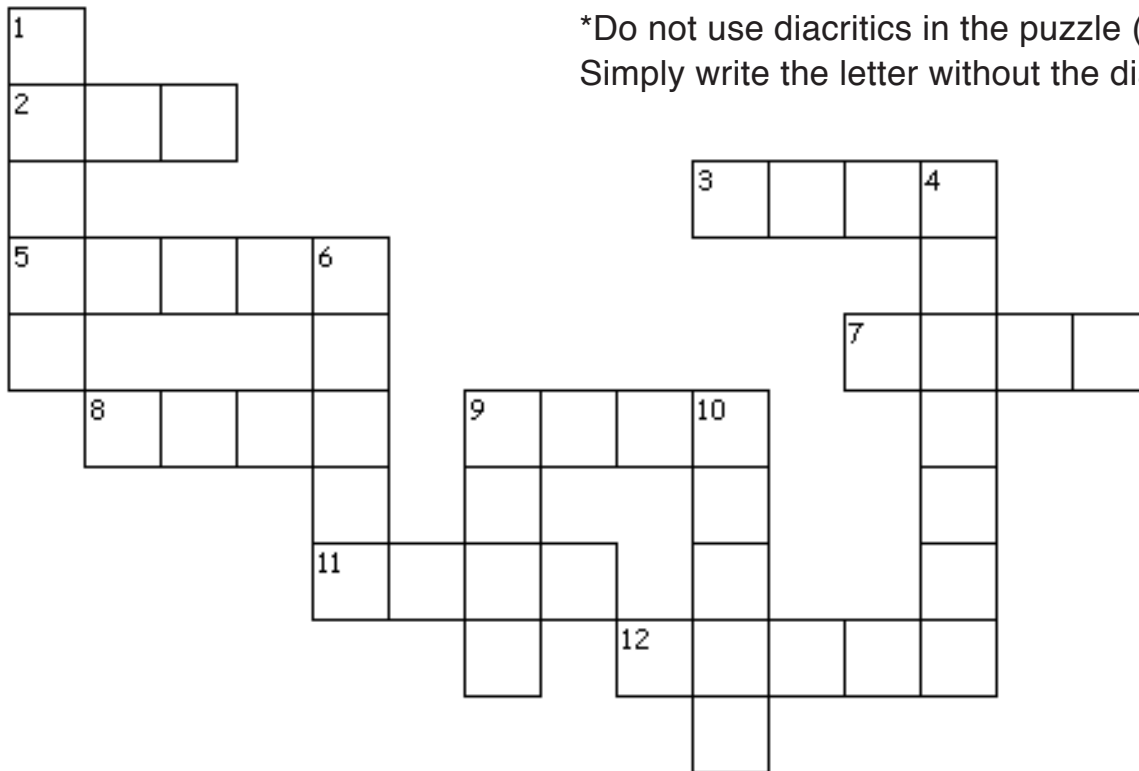 *Do not use diacritics in the puzzle (
Simply write the letter without the
1
2
3 4
5 6
7
8 9 10
11
12